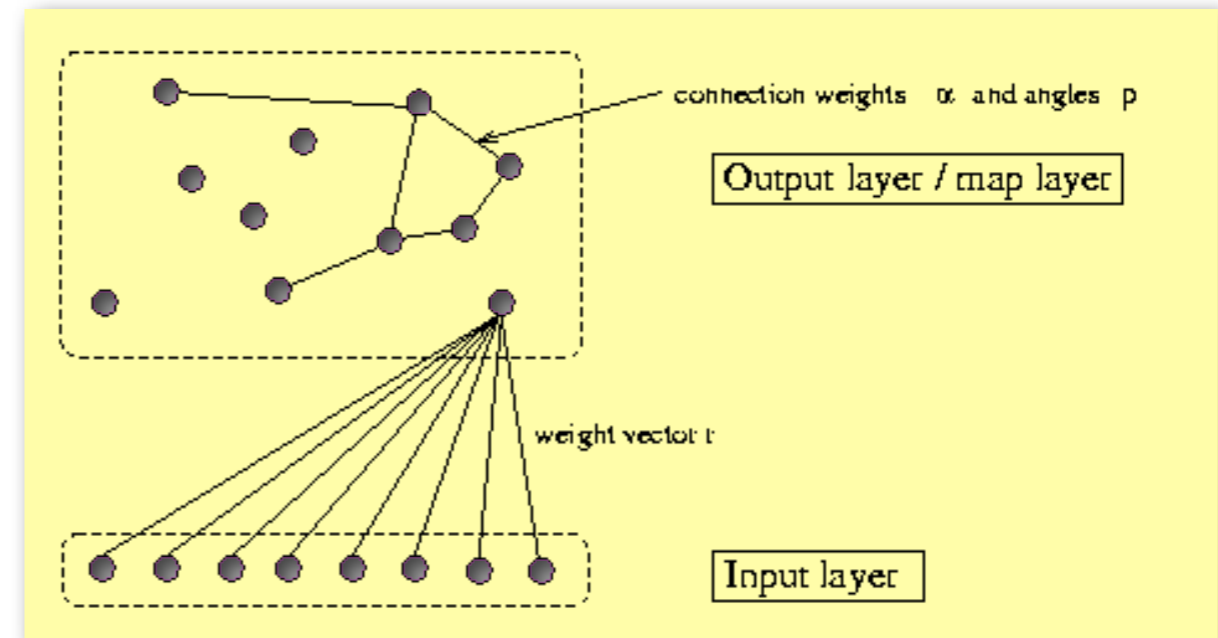 connection weights α and angles p
Output layer / map layer
weight vector r
Input layer